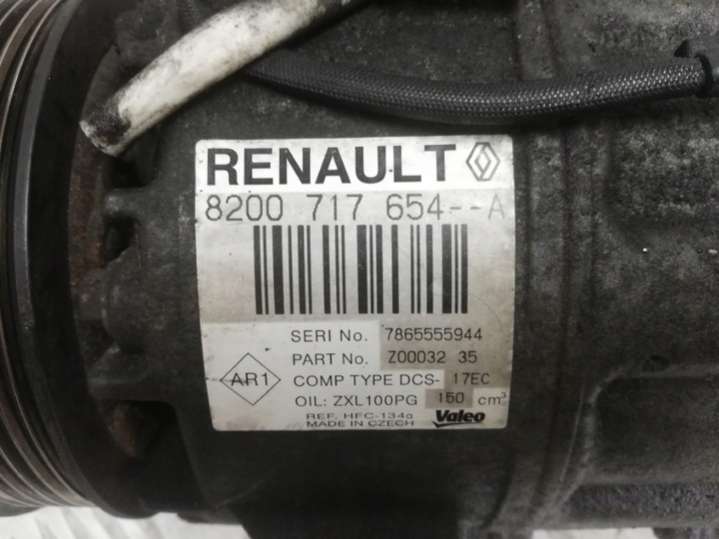 RENAULT
8200 717 654--A
SERI No. 7865555944
PART No. Z00032 35
AR1
COMP TYPE DCS-17EC
OIL: ZXL100PG 150 cm³
REF. HFC-134a
MADE IN CZECH
Valeo